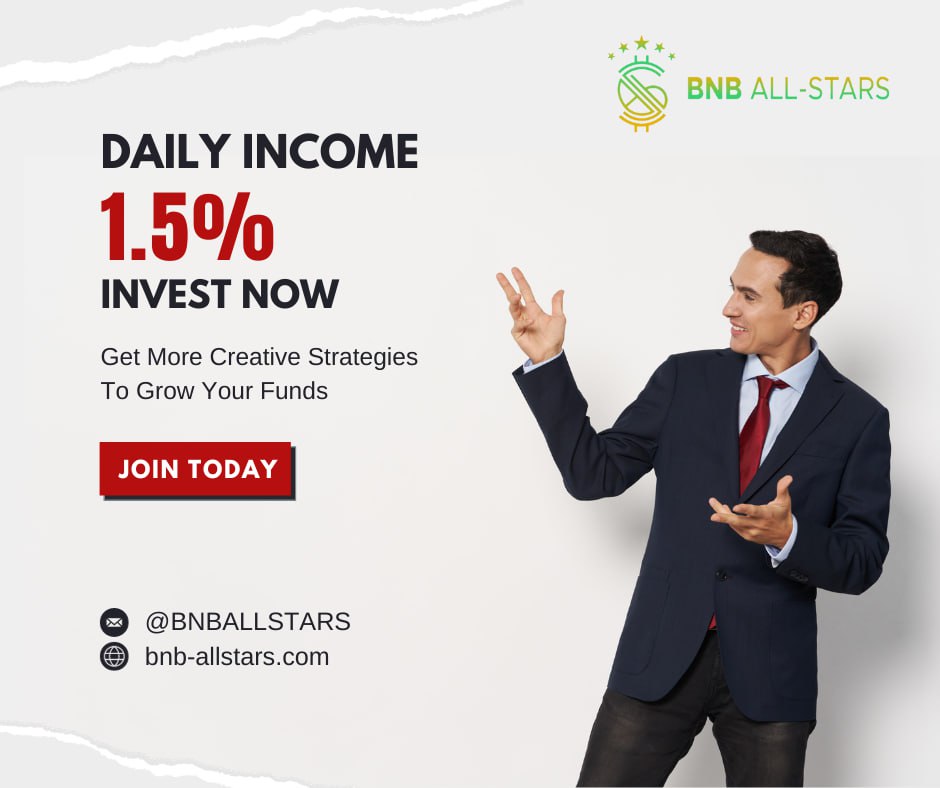 BNB ALL-STARS
DAILY INCOME
1.5%
INVEST NOW
Get More Creative Strategies
To Grow Your Funds
JOIN TODAY
@BNBALLSTARS
bnb-allstars.com